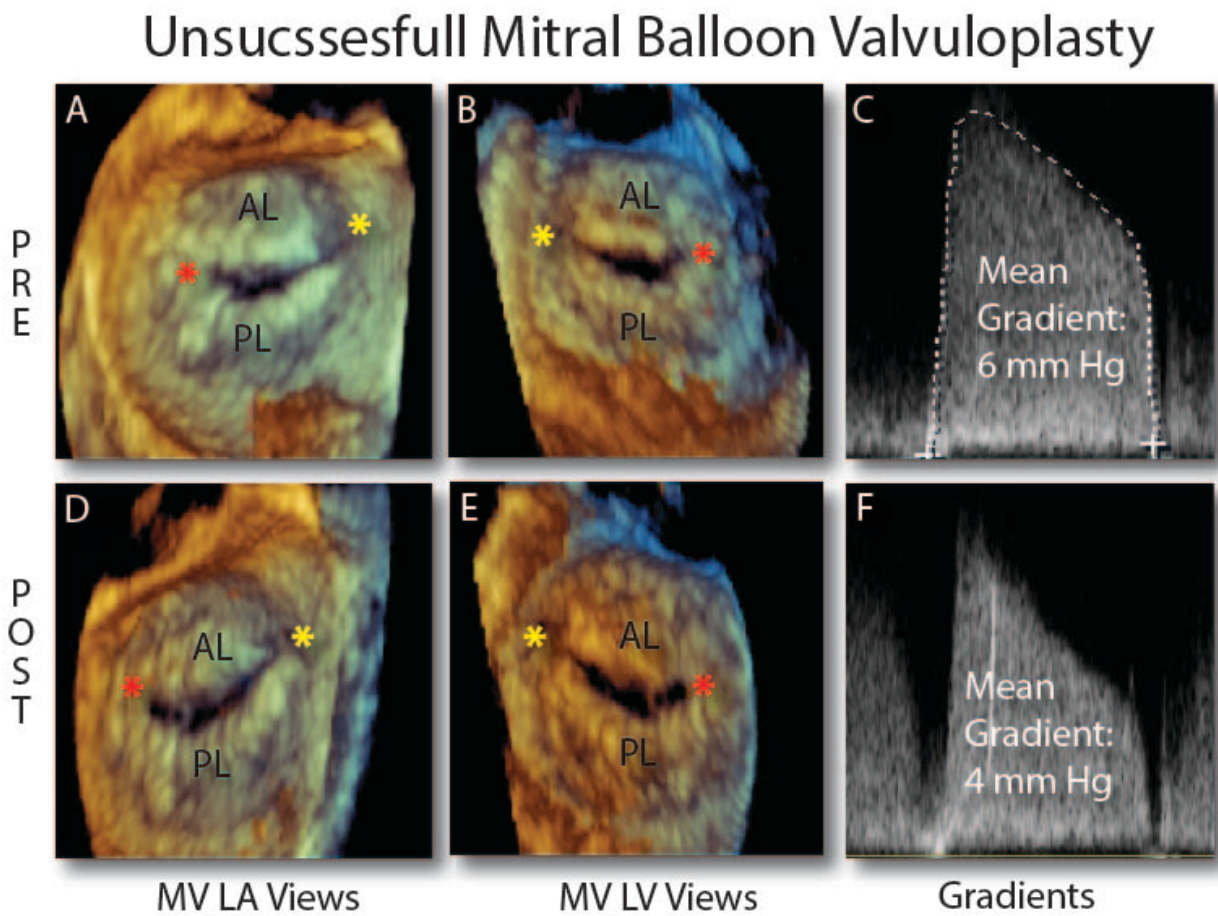 Unsucssesfull Mitral Balloon Valvuloplasty
PRE
A
AL
*
*
PL
B
AL
*
*
PL
C
Mean
Gradient:
6 mm Hg
POST
D
AL
*
*
PL
E
AL
*
*
PL
F
Mean
Gradient:
4 mm Hg
MV LA Views
MV LV Views
Gradients